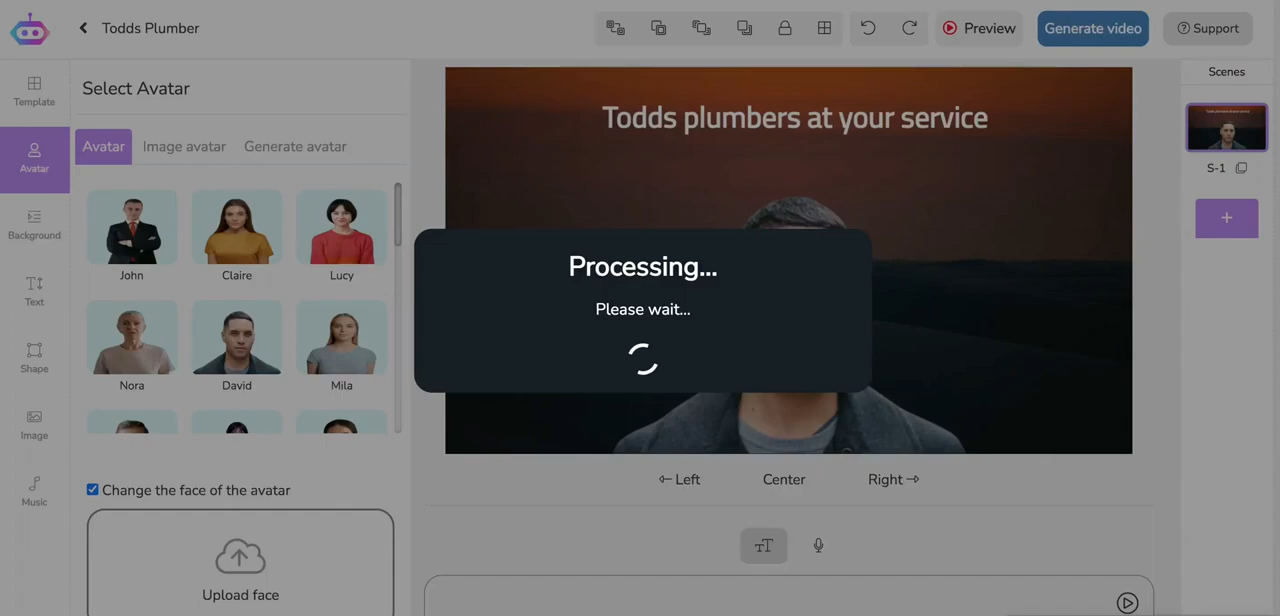 Todds Plumber
Preview
Generate video
Support
Template
Avatar
Background
Text
Shape
Image
Music
Select Avatar
Avatar
Image avatar
Generate avatar
John
Claire
Lucy
Nora
David
Mila
Change the face of the avatar
Upload face
Todds plumbers at your service
Processing...
Please wait...
Left
Center
Right
Scenes
S-1